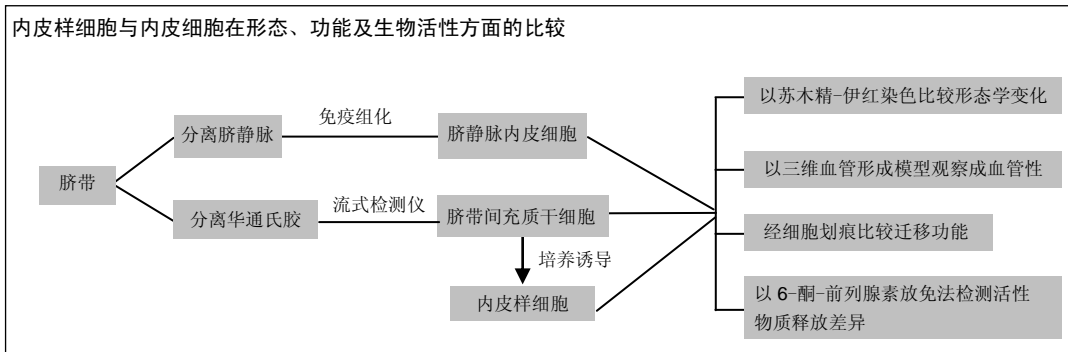 内皮样细胞与内皮细胞在形态、功能及生物活性方面的比较
以苏木精-伊红染色比较形态学变化
免疫组化
分离脐静脉
脐静脉内皮细胞
以三维血管形成模型观察成血管性
脐带
流式检测仪
分离华通氏胶
脐带间充质干细胞
经细胞划痕比较迁移功能
培养诱导
内皮样细胞
以 6-酮-前列腺素放免法检测活性
物质释放差异